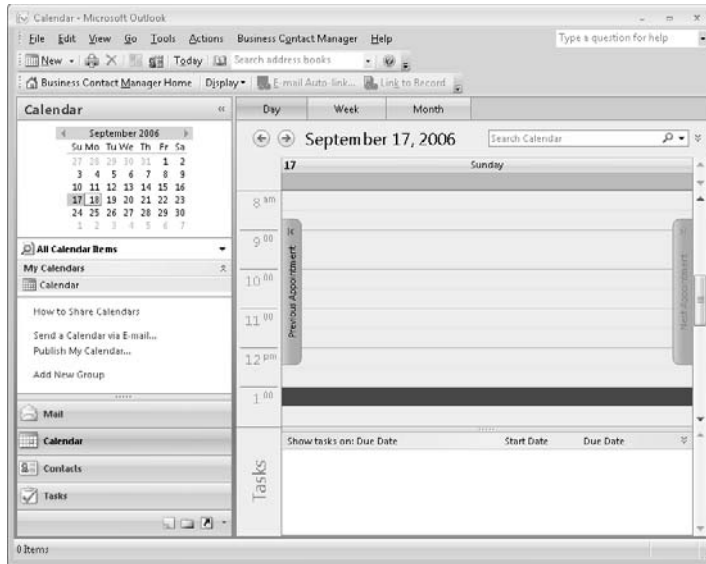 Calendar - Microsoft Outlook
File Edit View Go Tools Actions Business Contact Manager Help
Type a question for help
New Today Search address books
Business Contact Manager Home Display E-mail Auto-link... Link to Record
Calendar
Day Week Month
September 2006
Su Mo Tu We Th Fr Sa
27 28 29 30 31 1 2
3 4 5 6 7 8 9
10 11 12 13 14 15 16
17 18 19 20 21 22 23
24 25 26 27 28 29 30
1 2 3 4 5 6 7
September 17, 2006
Search Calendar
17 Sunday
8 am
9 00
10 00
11 00
12 pm
1 00
Previous Appointment
Next Appointment
All Calendar Items
My Calendars
Calendar
How to Share Calendars
Send a Calendar via E-mail...
Publish My Calendar...
Add New Group
Mail
Calendar
Contacts
Tasks
Tasks
Show tasks on: Due Date Start Date Due Date
0 Items